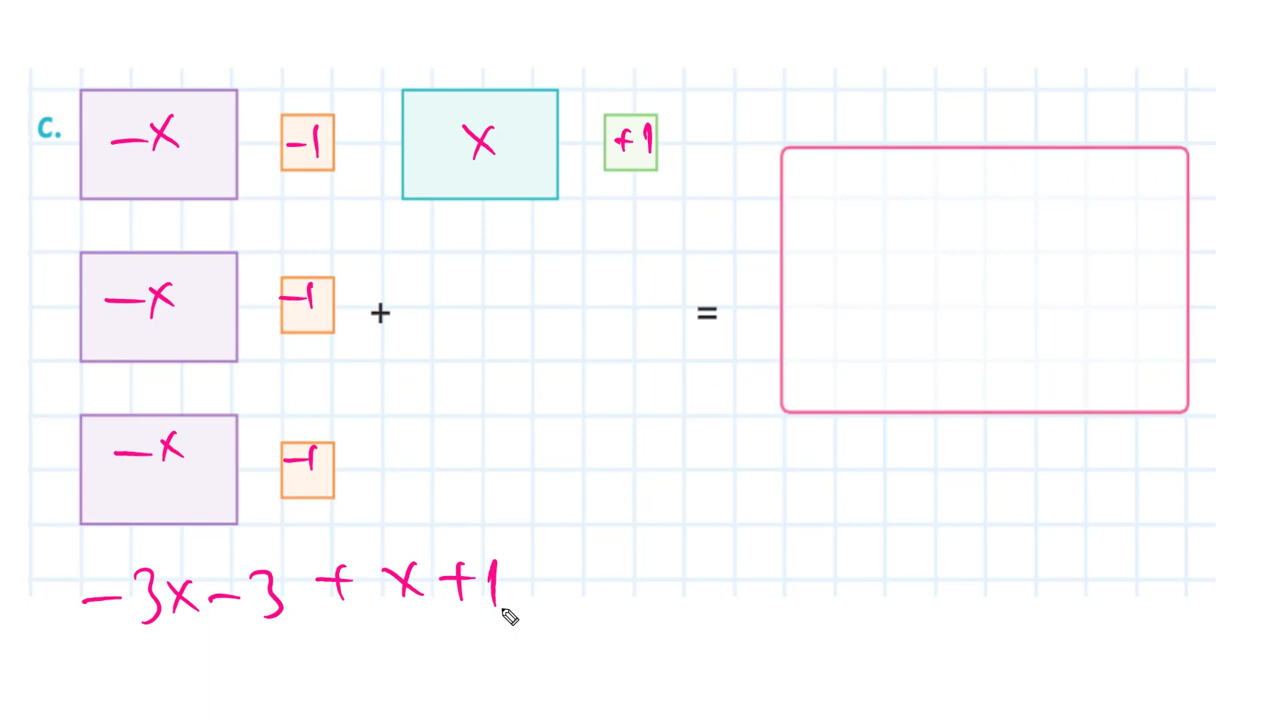 c. -x -1 x +1
-x -1 + =
-x -1
-3x-3 + x+1